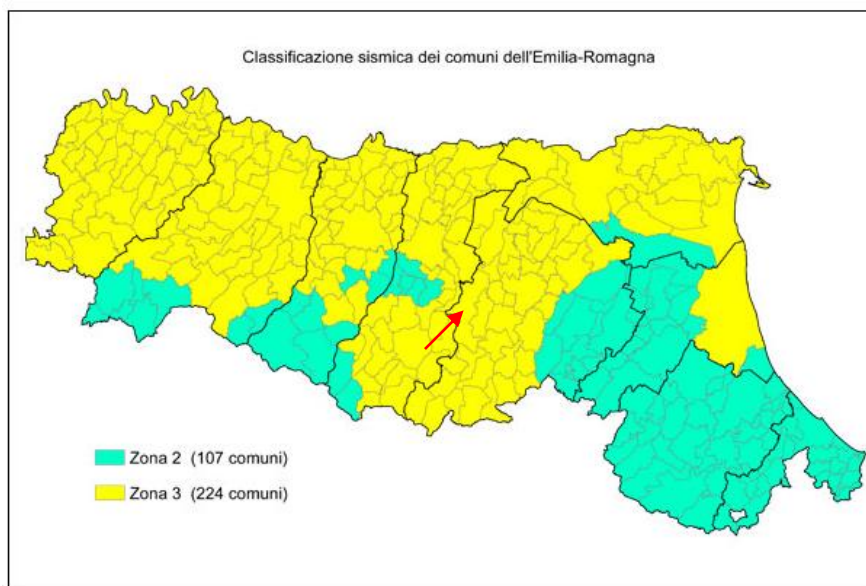 Classificazione sismica dei comuni dell'Emilia-Romagna
Zona 2 (107 comuni)
Zona 3 (224 comuni)